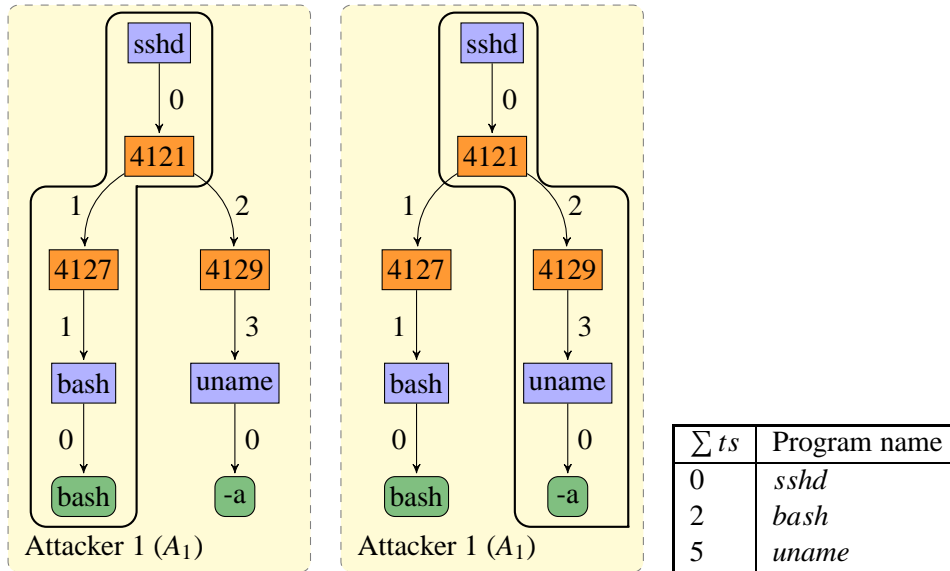 sshd
0
4121
1 2
4127 4129
1 3
bash uname
0 0
bash -a
Attacker 1 (A1)
sshd
0
4121
1 2
4127 4129
1 3
bash uname
0 0
bash -a
Attacker 1 (A1)
∑ ts Program name
0 sshd
2 bash
5 uname